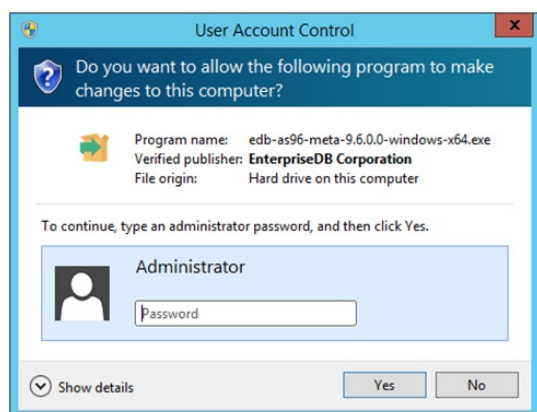 User Account Control
x
Do you want to allow the following program to make
changes to this computer?
Program name: edb-as96-meta-9.6.0.0-windows-x64.exe
Verified publisher: EnterpriseDB Corporation
File origin: Hard drive on this computer
To continue, type an administrator password, and then click Yes.
Administrator
Password
Show details
Yes
No